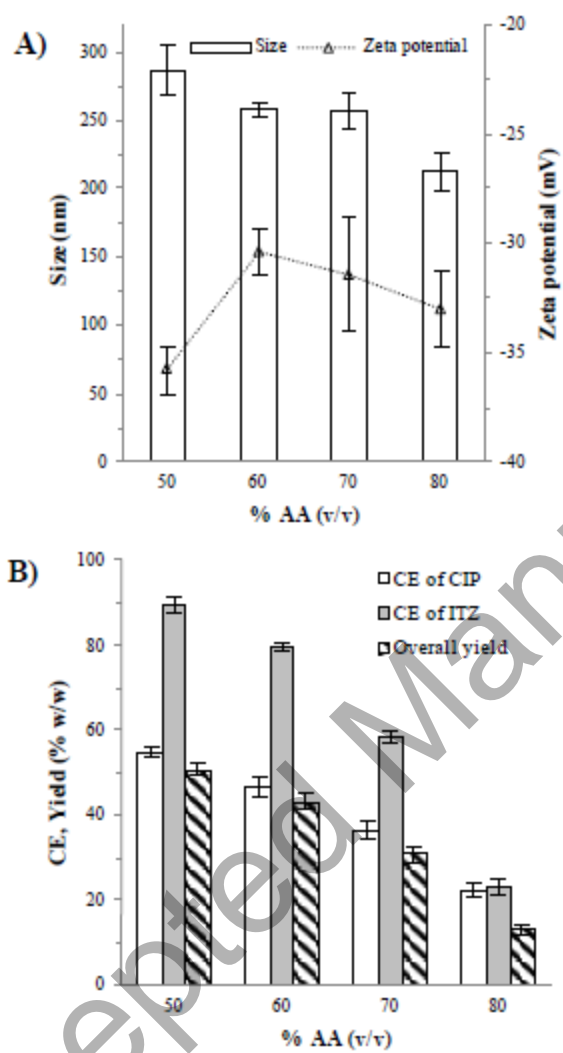 A)
Size Zeta potential
300
250
200
150
100
50
0
Size (nm)
-20
-25
-30
-35
-40
Zeta potential (mV)
50 60 70 80
% AA (v/v)
B)
100
80
60
40
20
0
CE, Yield (% w/w)
CE of CIP
CE of ITZ
Overall yield
50 60 70 80
% AA (v/v)
epted Man